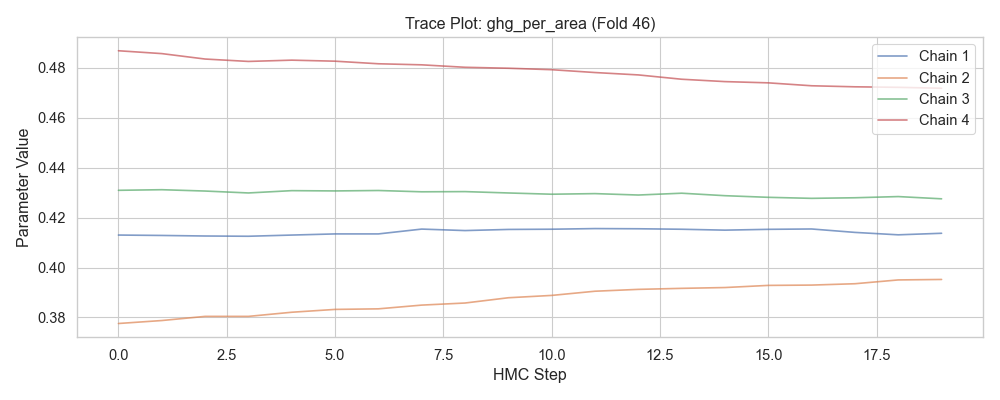 Trace Plot: ghg_per_area (Fold 46)
Parameter Value
0.48
0.46
0.44
0.42
0.40
0.38
Chain 1
Chain 2
Chain 3
Chain 4
0.0 2.5 5.0 7.5 10.0 12.5 15.0 17.5
HMC Step